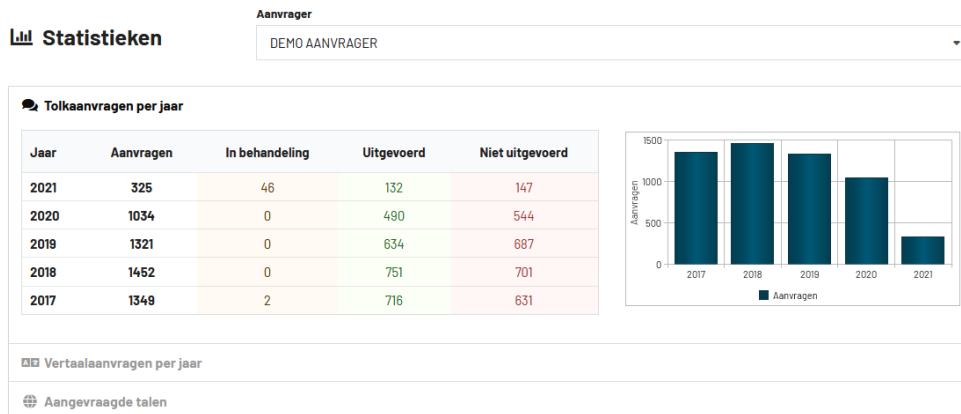 Aanvrager
Statistieken
DEMO AANVRAGER
Tolkaanvragen per jaar
Jaar Aanvragen In behandeling Uitgevoerd Niet uitgevoerd
2021 325 46 132 147
2020 1034 0 490 544
2019 1321 0 634 687
2018 1452 0 751 701
2017 1349 2 716 631
Aanvragen
1500
1000
500
0
2017 2018 2019 2020 2021
Aanvragen
Vertaalaanvragen per jaar
Aangevraagde talen